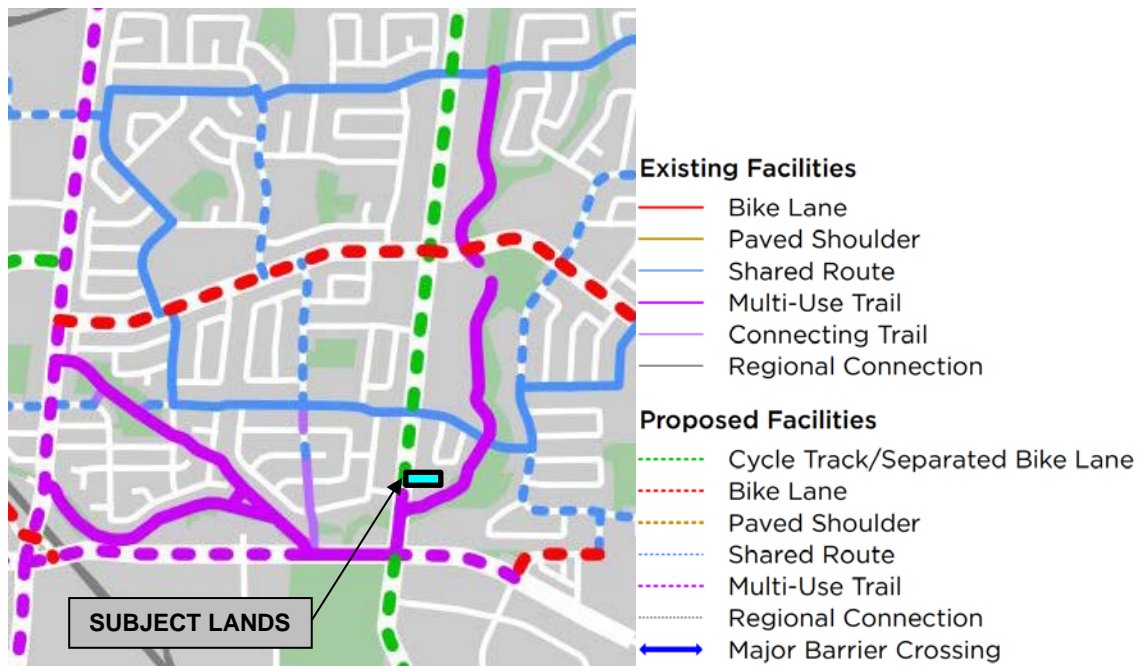 SUBJECT LANDS
Existing Facilities
Bike Lane
Paved Shoulder
Shared Route
Multi-Use Trail
Connecting Trail
Regional Connection
Proposed Facilities
Cycle Track/Separated Bike Lane
Bike Lane
Paved Shoulder
Shared Route
Multi-Use Trail
Regional Connection
Major Barrier Crossing